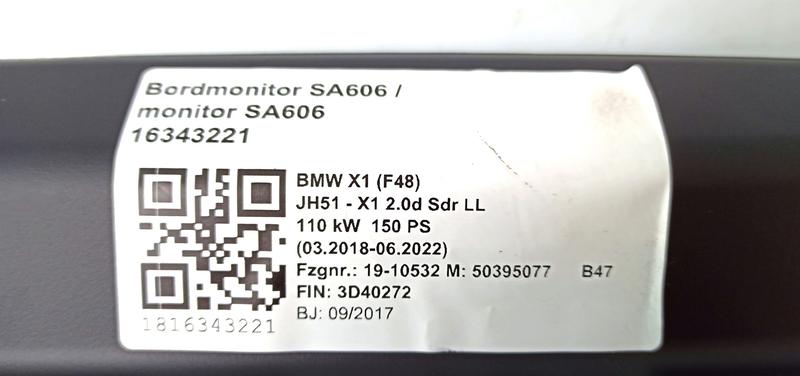 Bordmonitor SA606 /
monitor SA606
16343221
BMW X1 (F48)
JH51 - X1 2.0d Sdr LL
110 kW 150 PS
(03.2018-06.2022)
Fzgnr.: 19-10532 M: 50395077 B47
FIN: 3D40272
BJ: 09/2017
1816343221